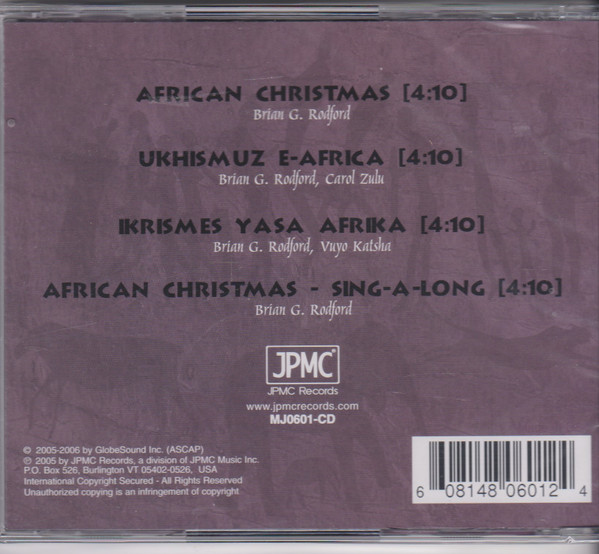 AFRICAN CHRISTMAS [4:10]
Brian G. Rodford
UKHISMUZ E-AFRICA [4:10]
Brian G. Rodford, Carol Zulu
IKRISMES YASA AFRIKA [4:10]
Brian G. Rodford, Vuyo Katsha
AFRICAN CHRISTMAS - SING-A-LONG [4:10]
Brian G. Rodford
JPMC®
JPMC Records
www.jpmcrecords.com
MJ0601-CD
© 2005-2006 by GlobeSound Inc. (ASCAP)
℗ 2005 by JPMC Records, a division of JPMC Music Inc.
P.O. Box 526, Burlington VT 05402-0526, USA
International Copyright Secured - All Rights Reserved
Unauthorized copying is an infringement of copyright
6 08148 06012 4